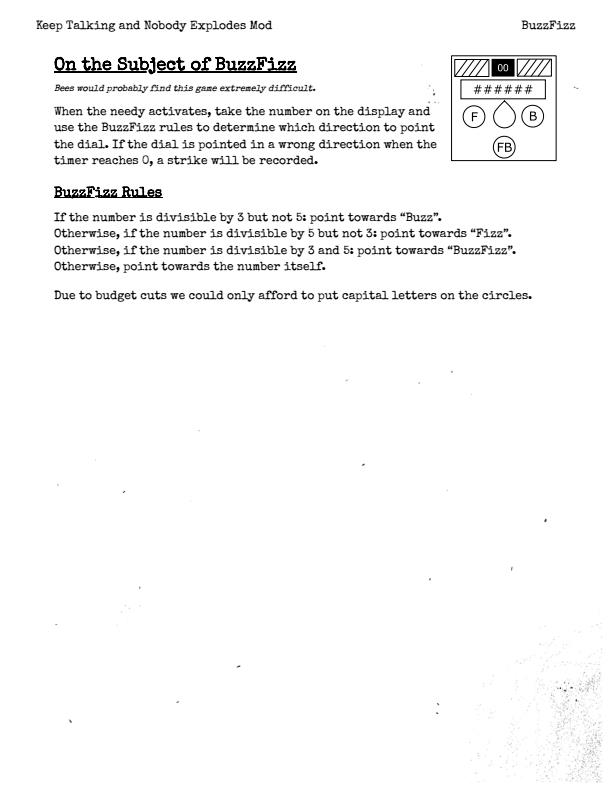 Keep Talking and Nobody Explodes Mod BuzzFizz
On the Subject of BuzzFizz
Bees would probably find this game extremely difficult.
When the needy activates, take the number on the display and
use the BuzzFizz rules to determine which direction to point
the dial. If the dial is pointed in a wrong direction when the
timer reaches 0, a strike will be recorded.
00
######
F B
FB
BuzzFizz Rules
If the number is divisible by 3 but not 5: point towards “Buzz”.
Otherwise, if the number is divisible by 5 but not 3: point towards “Fizz”.
Otherwise, if the number is divisible by 3 and 5: point towards “BuzzFizz”.
Otherwise, point towards the number itself.
Due to budget cuts we could only afford to put capital letters on the circles.